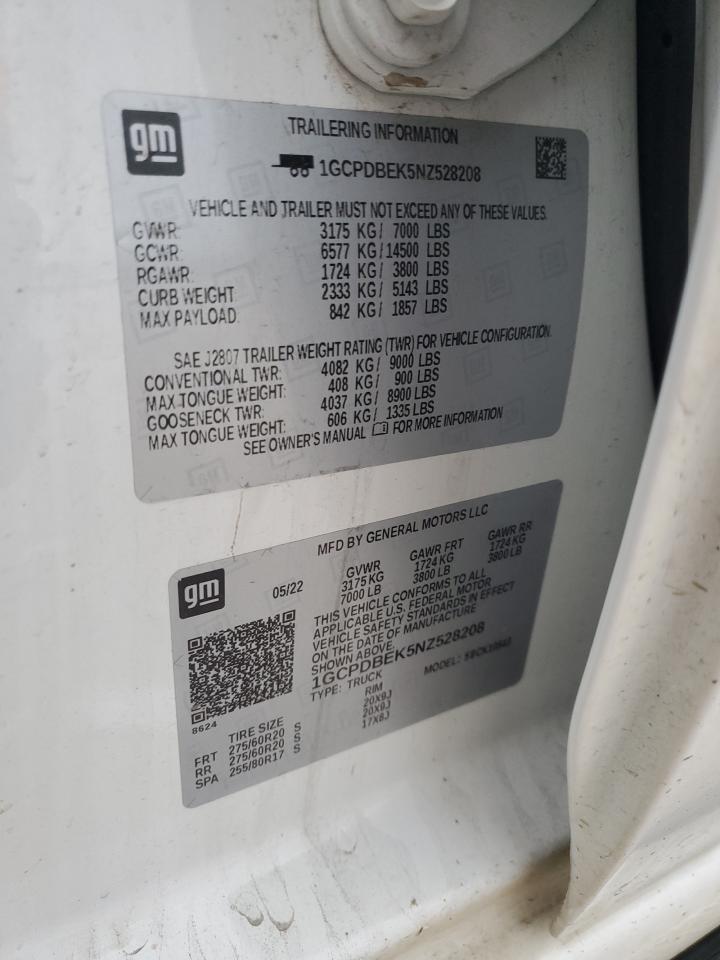 gm
TRAILERING INFORMATION
1GCPDBEK5NZ528208
VEHICLE AND TRAILER MUST NOT EXCEED ANY OF THESE VALUES.
GVWR: 3175 KG/ 7000 LBS
GCWR: 6577 KG/14500 LBS
RGAWR: 1724 KG/ 3800 LBS
CURB WEIGHT: 2333 KG/ 5143 LBS
MAX PAYLOAD: 842 KG/ 1857 LBS
SAE J2807 TRAILER WEIGHT RATING (TWR) FOR VEHICLE CONFIGURATION.
CONVENTIONAL TWR: 4082 KG/ 9000 LBS
MAX TONGUE WEIGHT: 408 KG/ 900 LBS
GOOSENECK TWR: 4037 KG/ 8900 LBS
MAX TONGUE WEIGHT: 606 KG/ 1335 LBS
SEE OWNER'S MANUAL FOR MORE INFORMATION
gm
MFD BY GENERAL MOTORS LLC
05/22
GVWR GAWR FRT GAWR RR
3175 KG 1724 KG 1724 KG
7000 LB 3800 LB 3800 LB
THIS VEHICLE CONFORMS TO ALL
APPLICABLE U.S. FEDERAL MOTOR
VEHICLE SAFETY STANDARDS IN EFFECT
ON THE DATE OF MANUFACTURE
SHOWN ABOVE.
1GCPDBEK5NZ528208
TYPE: TRUCK MODEL:
8624
TIRE SIZE RIM
FRT 275/60R20 S 20X9J
RR 275/60R20 S 20X9J
SPA 255/80R17 S 17X8J